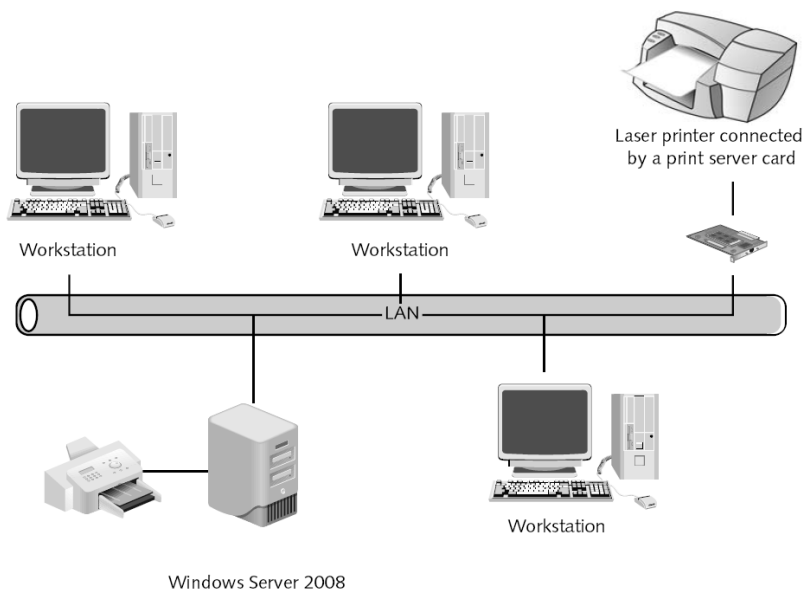 Laser printer connected
by a print server card
Workstation
Workstation
LAN
Workstation
Windows Server 2008